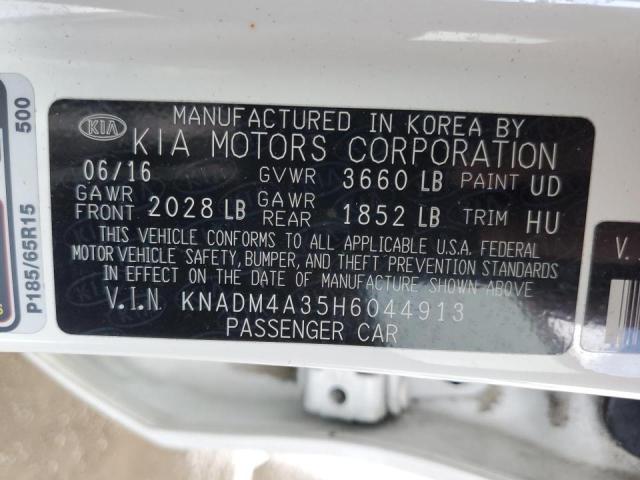 KIA
MANUFACTURED IN KOREA BY
KIA MOTORS CORPORATION
06/16 GVWR 3660 LB PAINT UD
GAWR FRONT 2028 LB GAWR REAR 1852 LB TRIM HU
THIS VEHICLE CONFORMS TO ALL APPLICABLE U.S.A. FEDERAL
MOTOR VEHICLE SAFETY, BUMPER, AND THEFT PREVENTION STANDARDS
IN EFFECT ON THE DATE OF MANUFACTURE SHOWN ABOVE.
V.I.N KNADM4A35H6044913
PASSENGER CAR
P185/65R15 500
V.